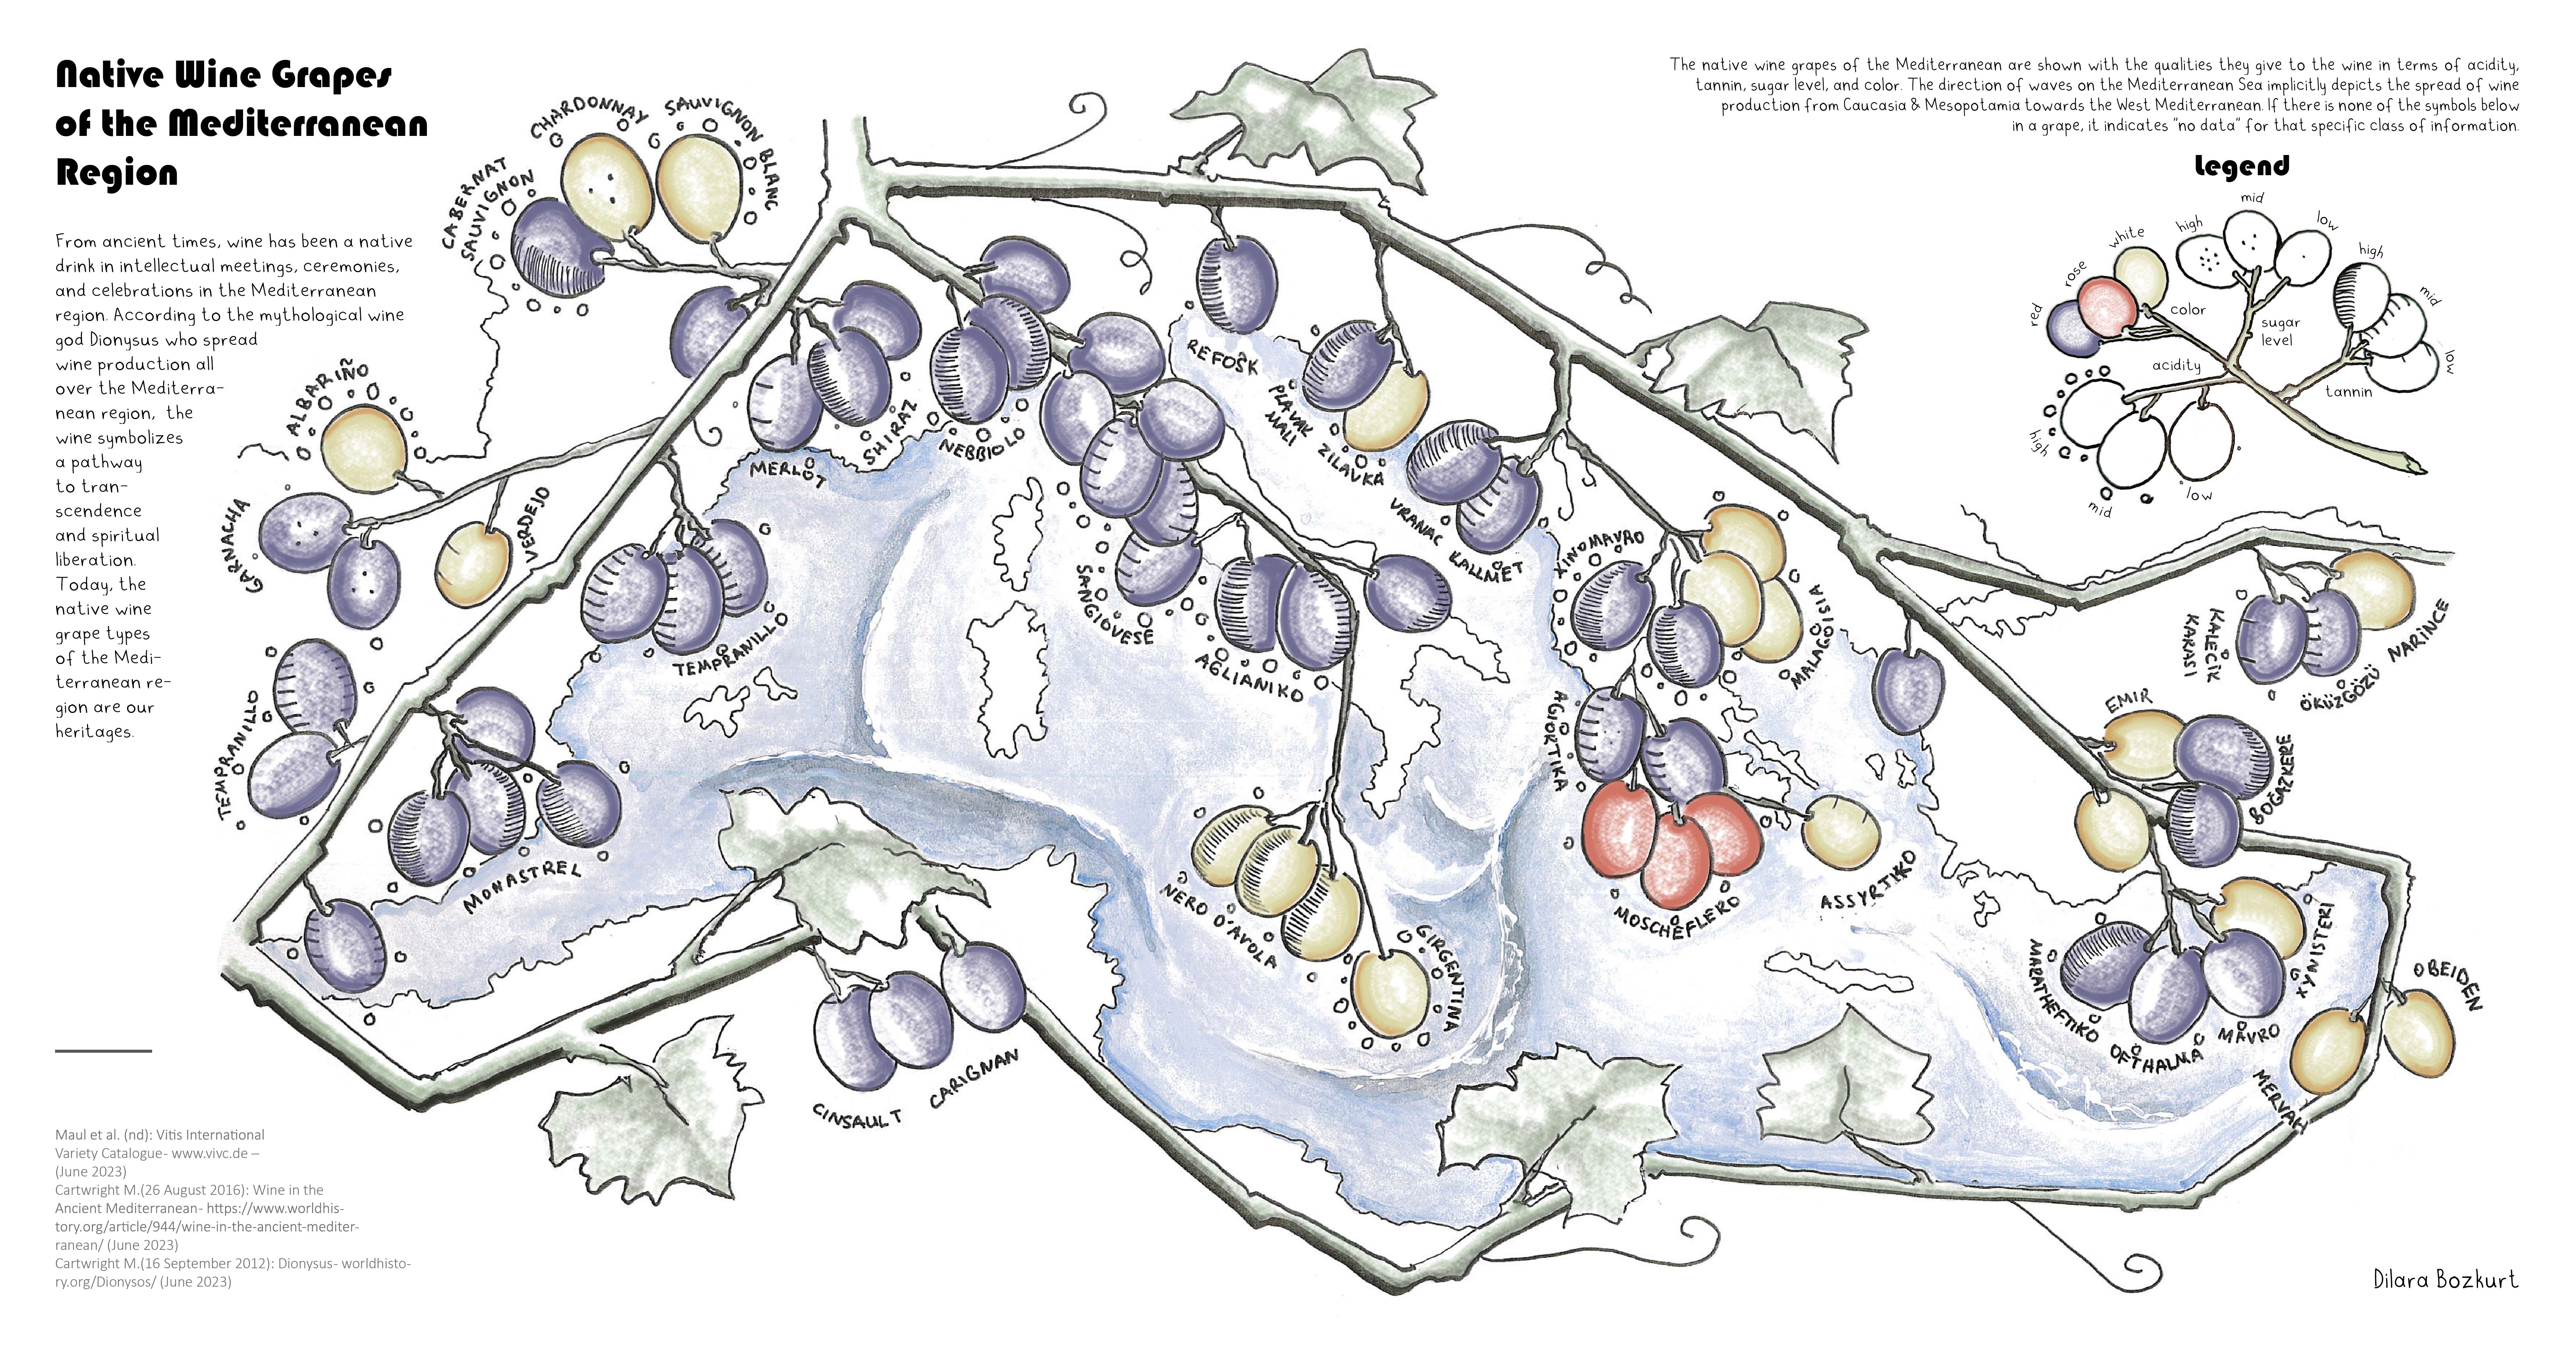 Native Wine Grapes
of the Mediterranean
Region
From ancient times, wine has been a native
drink in intellectual meetings, ceremonies,
and celebrations in the Mediterranean
region. According to the mythological wine
god Dionysus who spread
wine production all
over the Mediterra-
nean region, the
wine symbolizes
a pathway
to tran-
scendence
and spiritual
liberation.
Today, the
native wine
grape types
of the Medi-
terranean re-
gion are our
heritages.
Maul et al. (nd): Vitis International
Variety Catalogue- www.vivc.de –
(June 2023)
Cartwright M.(26 August 2016): Wine in the
Ancient Mediterranean- https://www.worldhis-
tory.org/article/944/wine-in-the-ancient-mediter-
ranean/ (June 2023)
Cartwright M.(16 September 2012): Dionysus- worldhisto-
ry.org/Dionysos/ (June 2023)
The native wine grapes of the Mediterranean are shown with the qualities they give to the wine in terms of acidity,
tannin, sugar level, and color. The direction of waves on the Mediterranean Sea implicitly depicts the spread of wine
production from Caucasia & Mesopotamia towards the West Mediterranean. If there is none of the symbols below
in a grape, it indicates "no data" for that specific class of information.
Legend
red
rose
white
color
high
mid
low
sugar
level
high
mid
low
tannin
acidity
high
mid
low
CABERNAT
SAUVIGNON
CHARDONNAY
SAUVIGNON BLANC
ALBARIÑO
GARNACHA
VERDEJO
TEMPRANILLO
MONASTREL
TEMPRANILLO
MERLOT
SHIRAZ
NEBBIOLO
SANGIOVESE
AGLIANIKO
REFOŠK
PLAVAK
MALI
ZILAVKA
VRANAC
KALLMET
XINOMAVRO
MALAGOUSIA
AGIORTIKA
MOSCHEFLERO
ASSYRTIKO
NERO D'AVOLA
GIRGENTINA
CINSAULT
CARIGNAN
KALECIK
KARASI
ÖKÜZGÖZÜ
NARINCE
EMIR
BOĞAZKERE
MARATHEFTIKO
OFTHALMA
MAVRO
XYNISTERI
MERVAH
OBEIDEN
Dilara Bozkurt